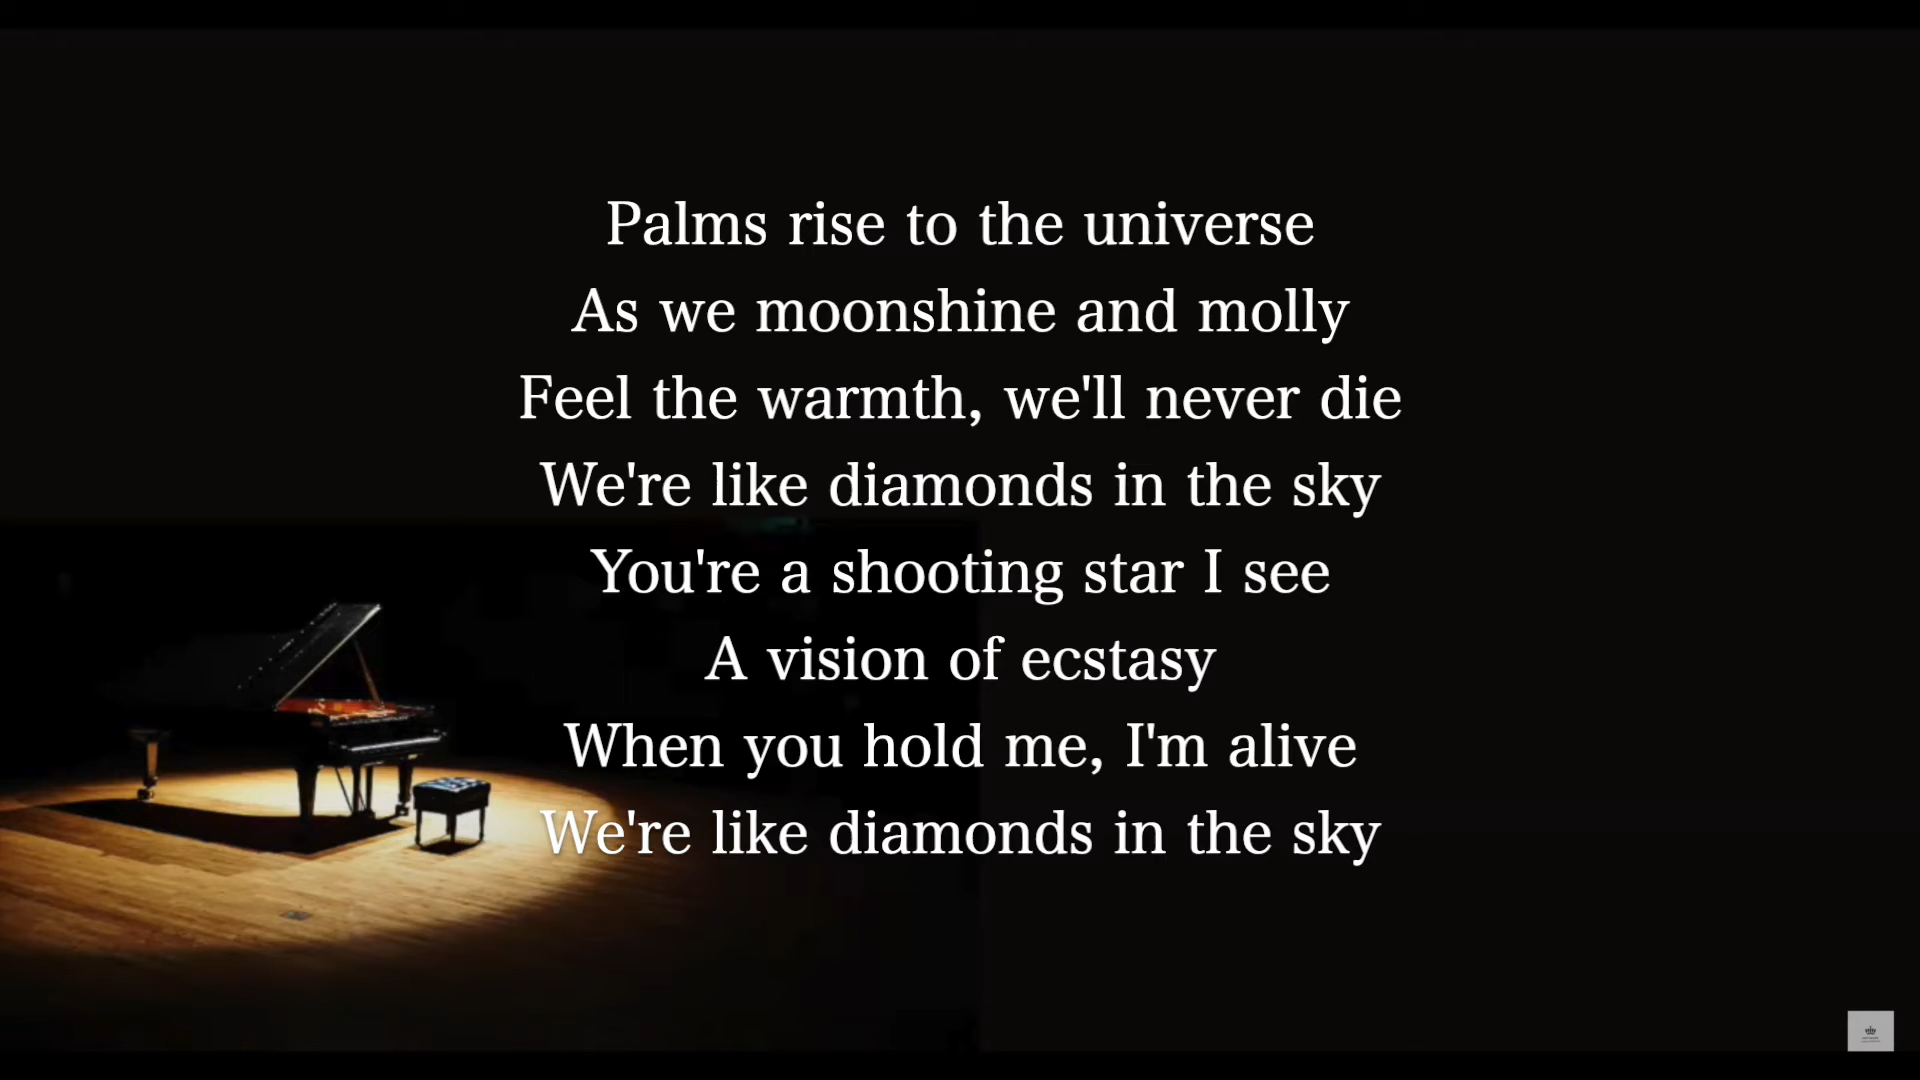 Palms rise to the universe
As we moonshine and molly
Feel the warmth, we'll never die
We're like diamonds in the sky
You're a shooting star I see
A vision of ecstasy
When you hold me, I'm alive
We're like diamonds in the sky